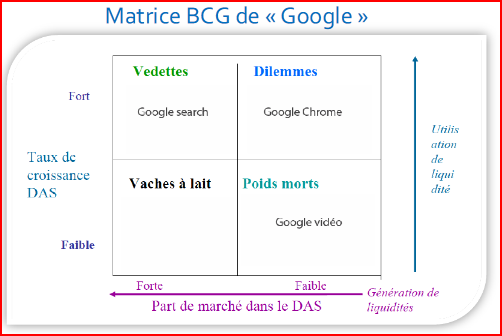 Matrice BCG de « Google »
Vedettes
Dilemmes
Fort
Google search
Google Chrome
Utilis
ation
de
liqui
dité
Taux de
croissance
DAS
Vaches à lait
Poids morts
Google vidéo
Faible
Forte
Faible
Génération de
liquidités
Part de marché dans le DAS